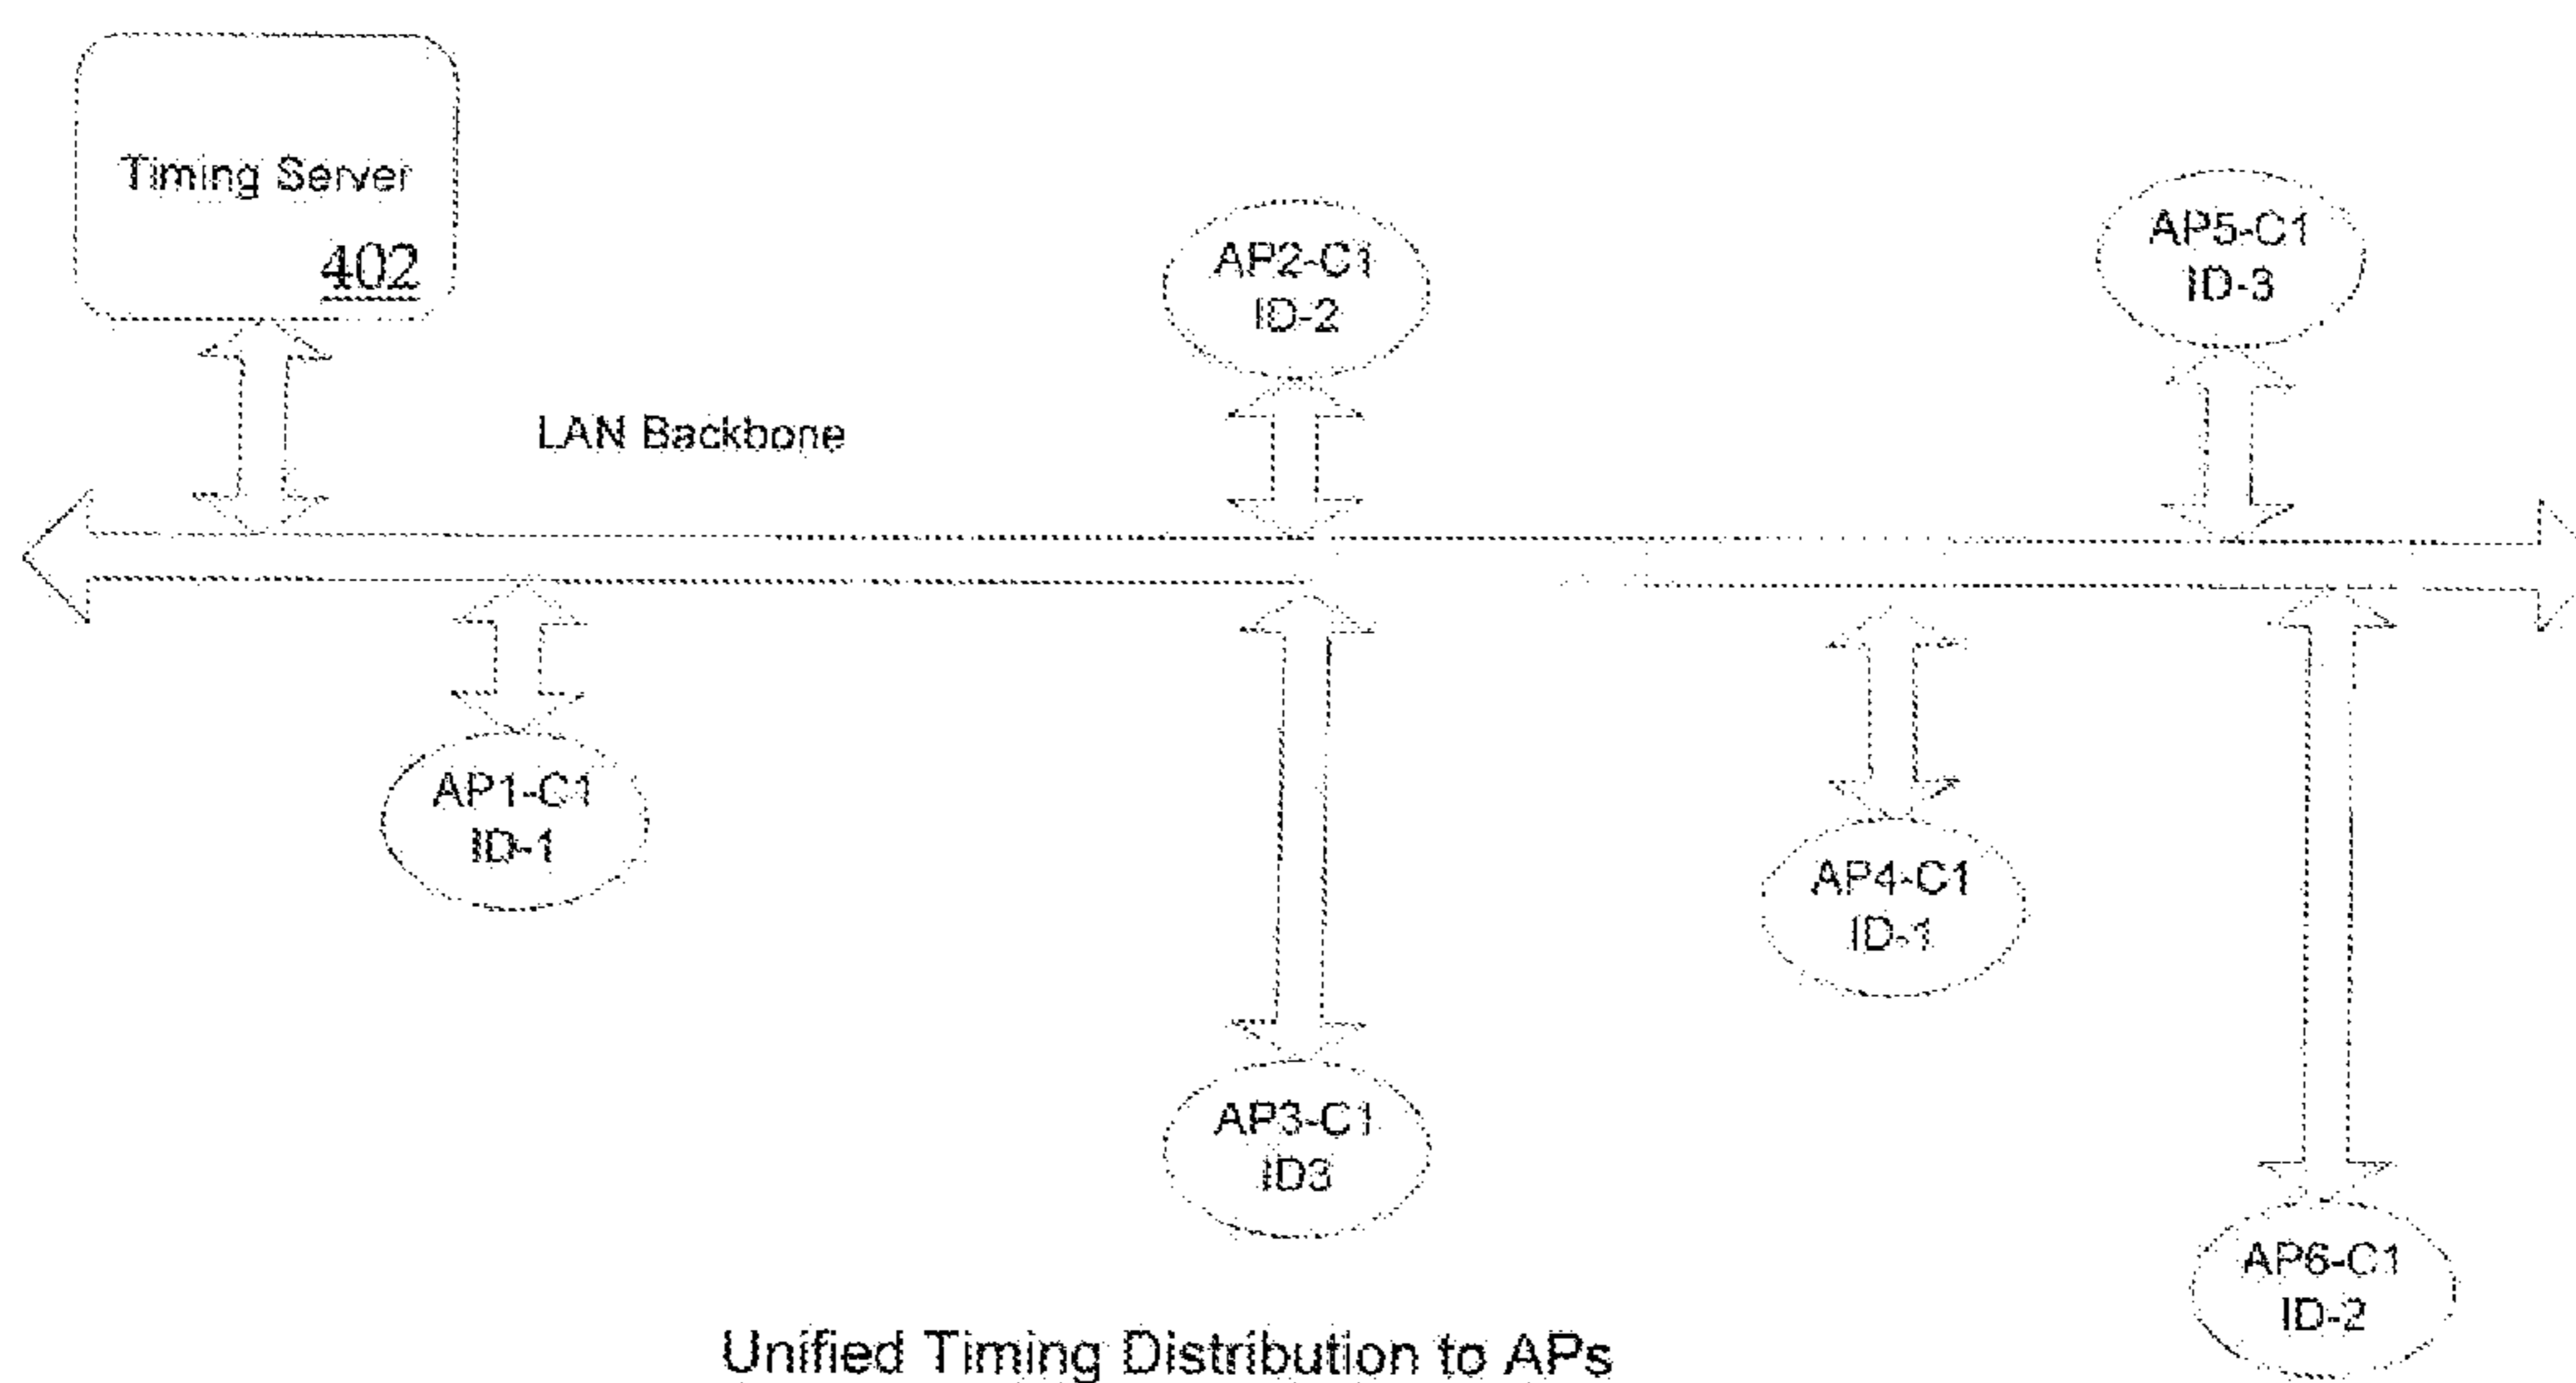 Timing Server
402
AP2-C1
ID-2
AP5-C1
ID-3
LAN Backbone
AP1-C1
ID-1
AP4-C1
ID-1
AP3-C1
ID3
AP6-C1
ID-2
Unified Timing Distribution to APs